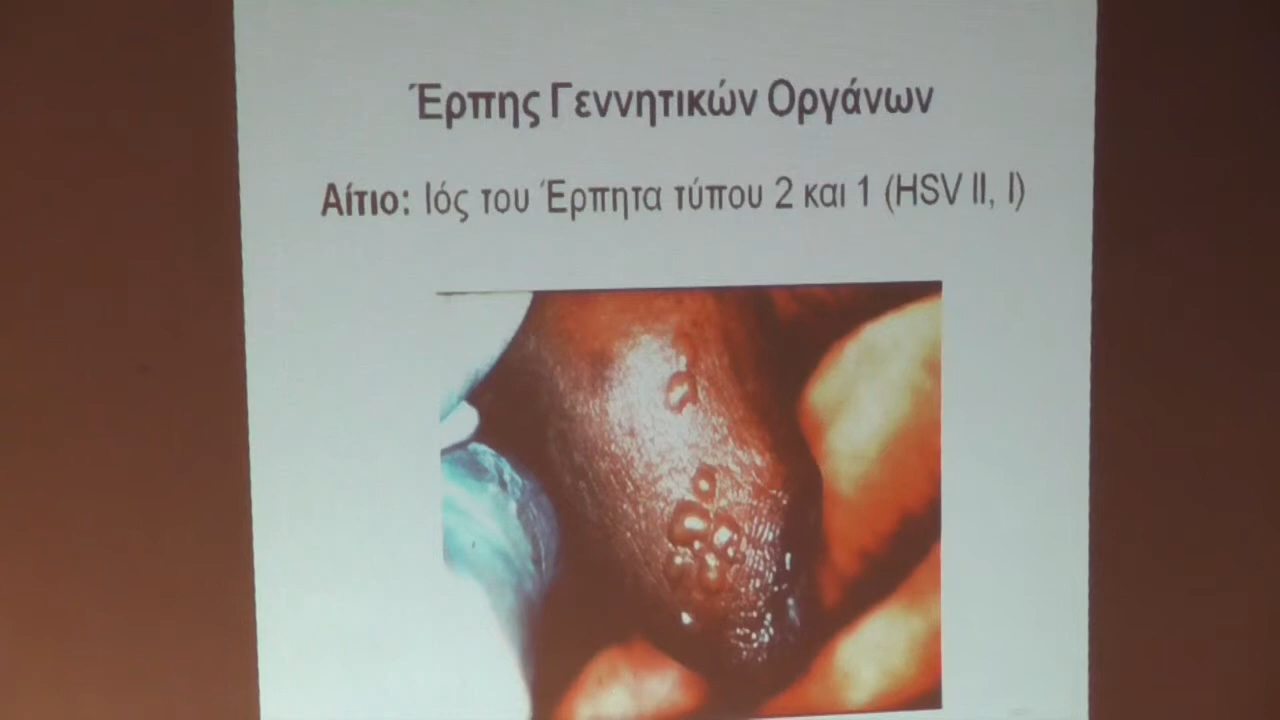 Έρπης Γεννητικών Οργάνων
Αίτιο: Ιός του Έρπητα τύπου 2 και 1 (HSV II, I)